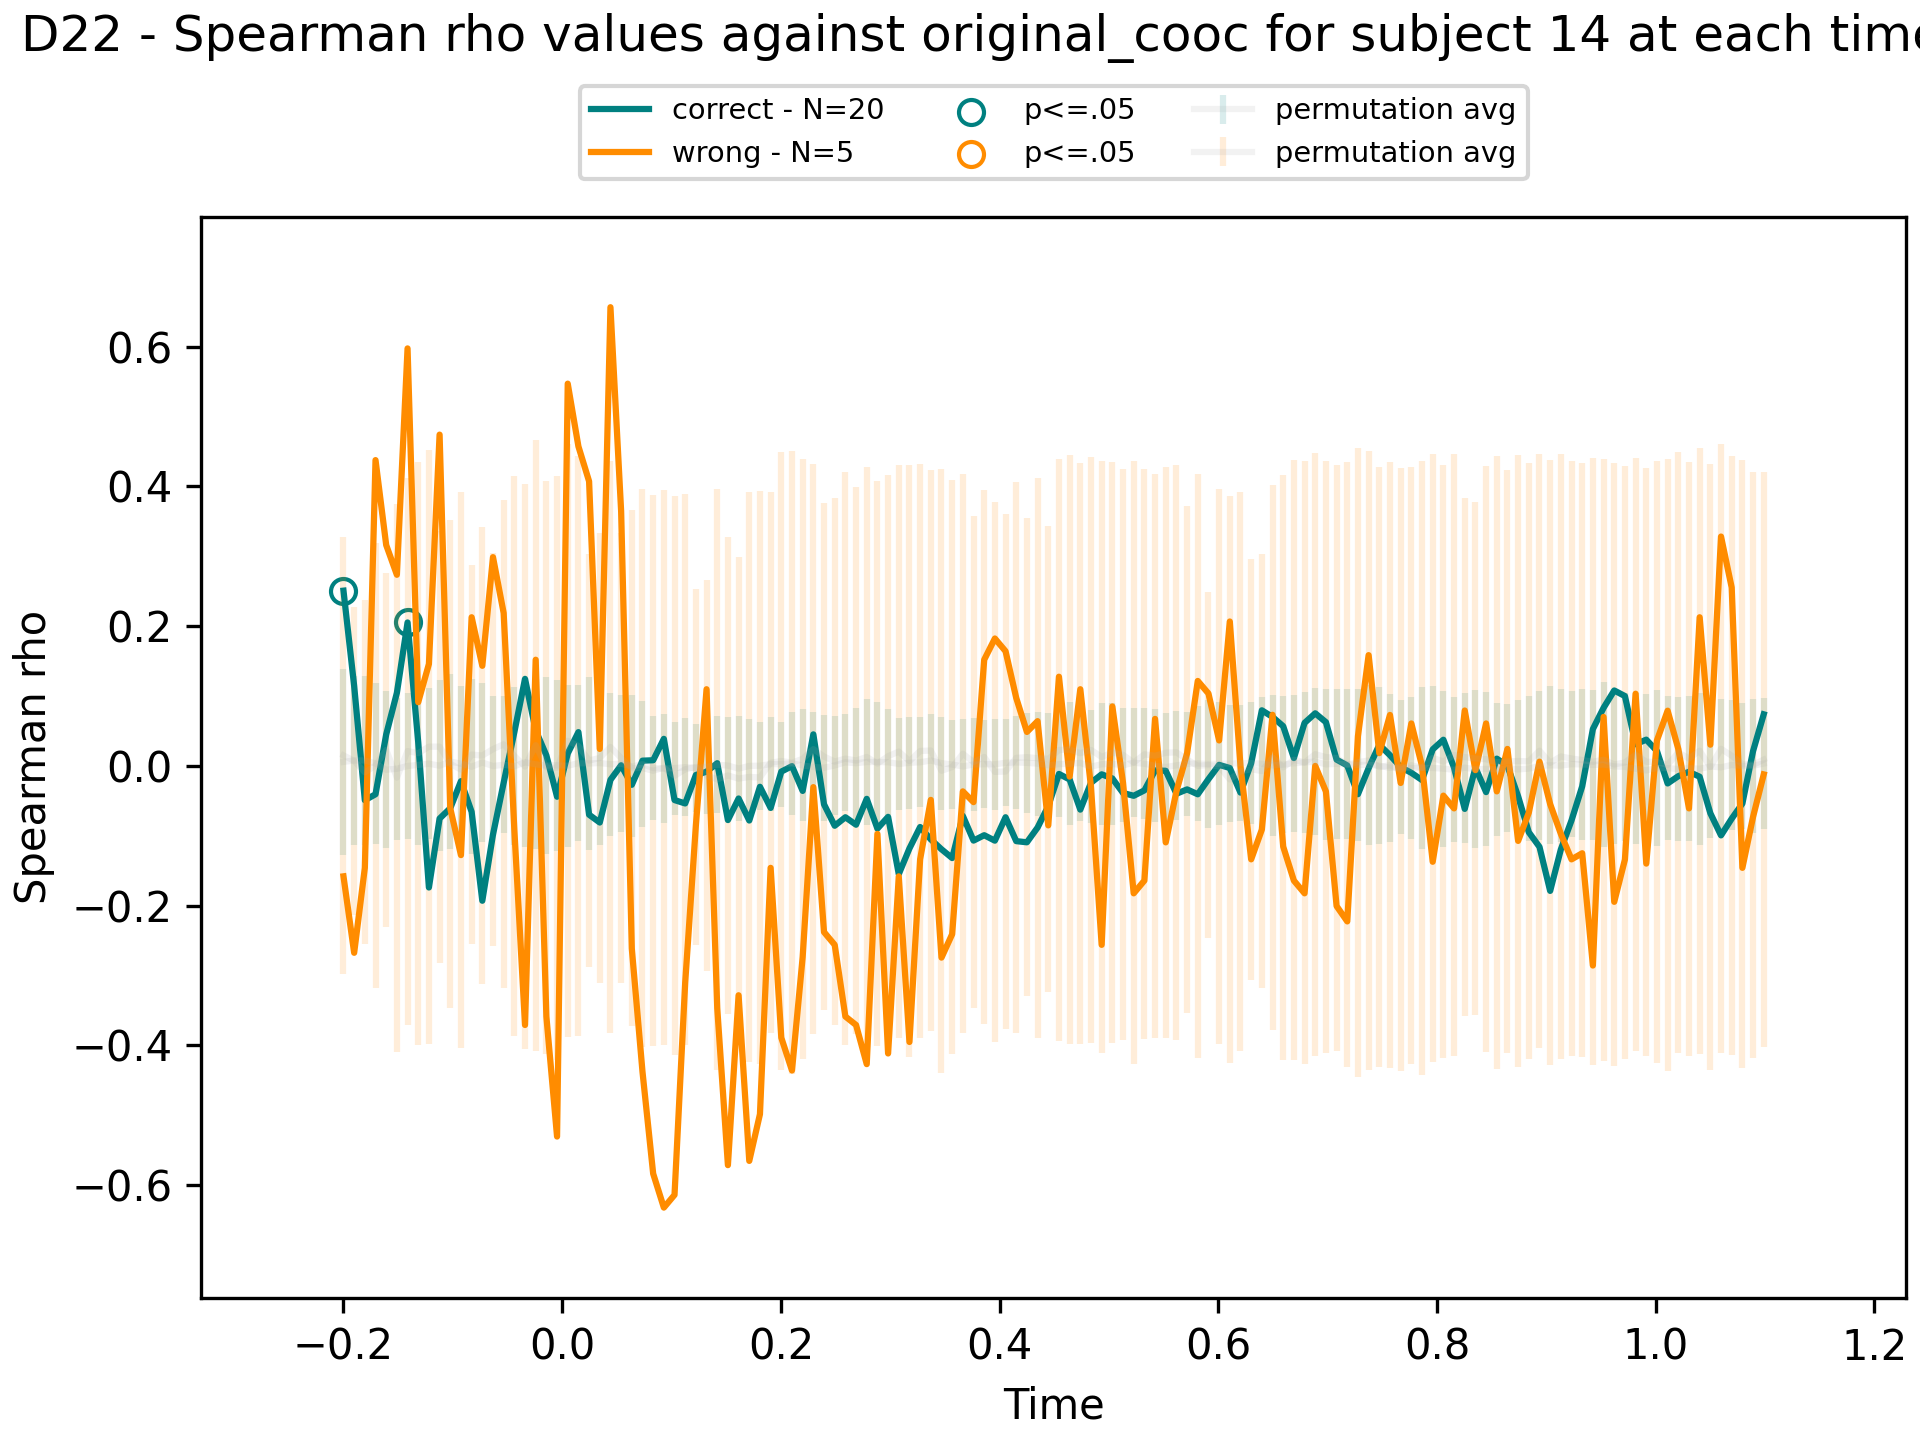 D22 - Spearman rho values against original_cooc for subject 14 at each
correct - N=20 p<=.05 permutation avg
wrong - N=5 p<=.05 permutation avg
Spearman rho
0.6
0.4
0.2
0.0
−0.2
−0.4
−0.6
−0.2 0.0 0.2 0.4 0.6 0.8 1.0 1.2
Time